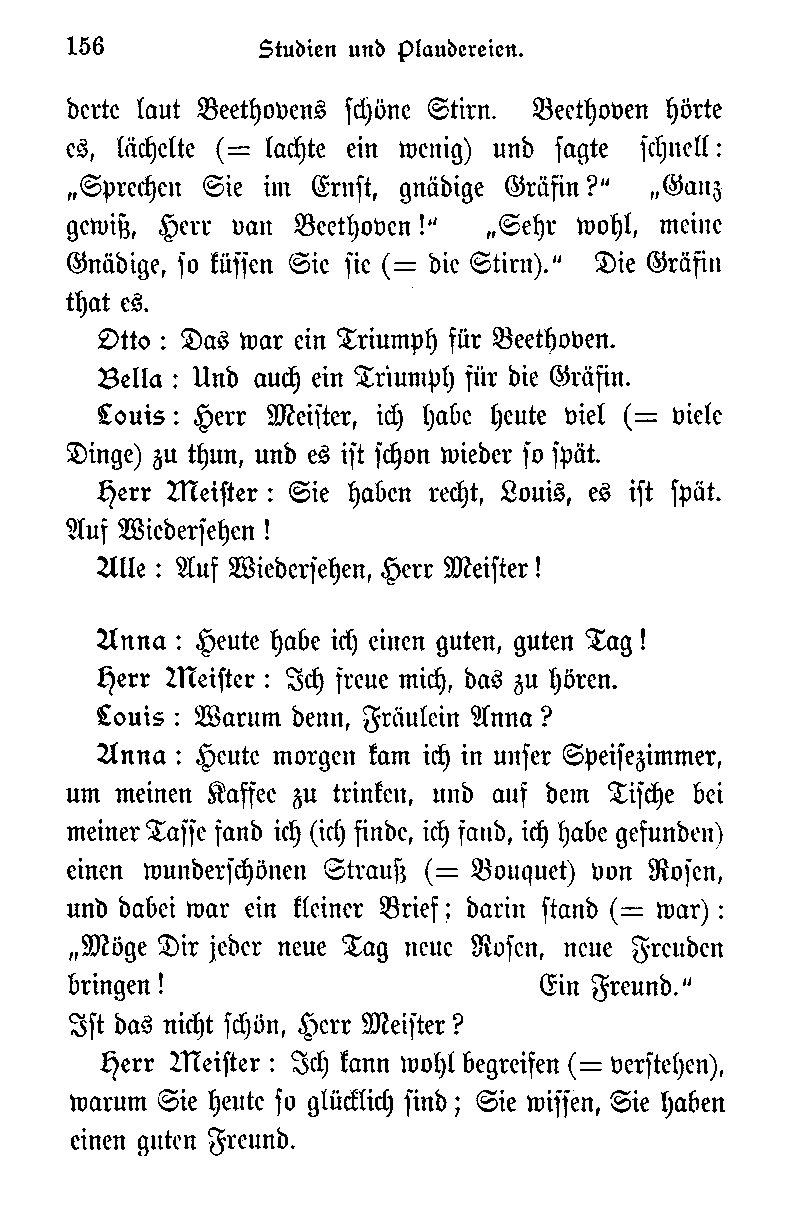 156 Studien und Plaudereien.
derte laut Beethovens schöne Stirn. Beethoven hörte
es, lächelte (= lachte ein wenig) und sagte schnell:
„Sprechen Sie im Ernst, gnädige Gräfin?" „Ganz
gewiß, Herr van Beethoven!" „Sehr wohl, meine
Gnädige, so küssen Sie sie (= die Stirn)." Die Gräfin
that es.
Otto: Das war ein Triumph für Beethoven.
Bella: Und auch ein Triumph für die Gräfin.
Louis: Herr Meister, ich habe heute viel (= viele
Dinge) zu thun, und es ist schon wieder so spät.
Herr Meister: Sie haben recht, Louis, es ist spät.
Auf Wiedersehen!
Alle: Auf Wiedersehen, Herr Meister!
Anna: Heute habe ich einen guten, guten Tag!
Herr Meister: Ich freue mich, das zu hören.
Louis: Warum denn, Fräulein Anna?
Anna: Heute morgen kam ich in unser Speisezimmer,
um meinen Kaffee zu trinken, und auf dem Tische bei
meiner Tasse fand ich (ich finde, ich fand, ich habe gefunden)
einen wunderschönen Strauß (= Bouquet) von Rosen,
und dabei war ein kleiner Brief; darin stand (= war):
„Möge Dir jeder neue Tag neue Rosen, neue Freuden
bringen! Ein Freund."
Ist das nicht schön, Herr Meister?
Herr Meister: Ich kann wohl begreifen (= verstehen),
warum Sie heute so glücklich sind; Sie wissen, Sie haben
einen guten Freund.